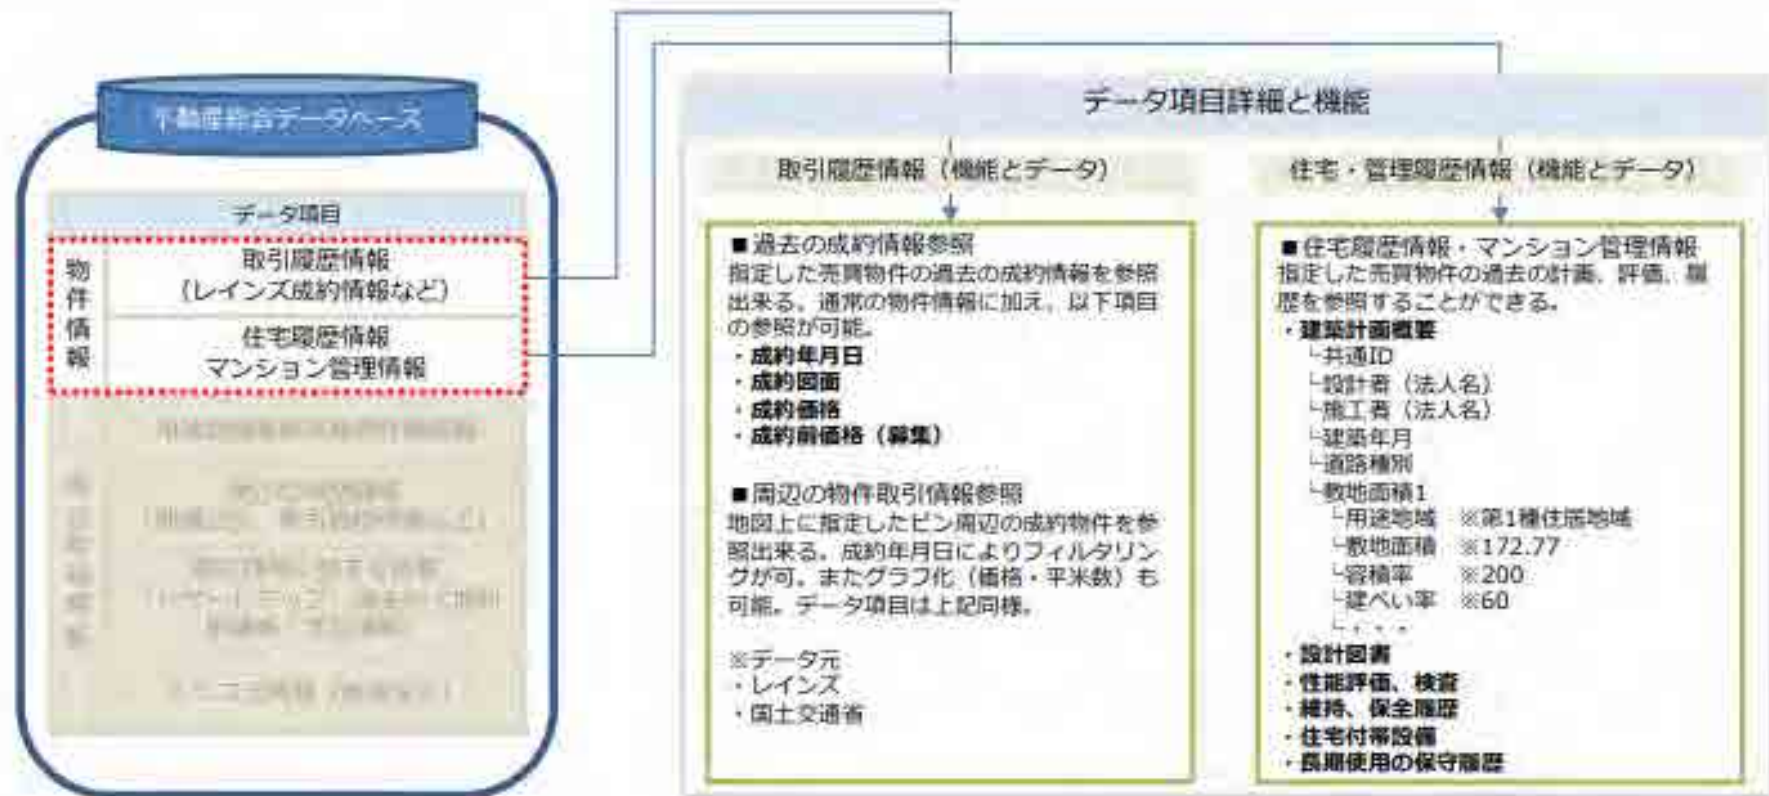 不動産総合データベース
データ項目
物件情報
取引履歴情報
（レインズ成約情報など）
住宅履歴情報
マンション管理情報
データ項目詳細と機能
取引履歴情報（機能とデータ）
■過去の成約情報参照
指定した売買物件の過去の成約情報を参照
出来る。通常の物件情報に加え、以下項目
の参照が可能。
・成約年月日
・成約図面
・成約価格
・成約前価格（募集）
■周辺の物件取引情報参照
地図上に指定したピン周辺の成約物件を参
照出来る。成約年月日によりフィルタリン
グが可。またグラフ化（価格・平米数）も
可能。データ項目は上記同様。
※データ元
・レインズ
・国土交通省
住宅・管理履歴情報（機能とデータ）
■住宅履歴情報・マンション管理情報
指定した売買物件の過去の計画、評価、履
歴を参照することができる。
・建築計画概要
└共通ID
└設計者（法人名）
└施工者（法人名）
└建築年月
└道路種別
└敷地面積1
└用途地域　※第1種住居地域
└敷地面積　※172.77
└容積率　※200
└建ぺい率　※60
└・・・
・設計図書
・性能評価、検査
・維持、保全履歴
・住宅付帯設備
・長期使用の保守履歴